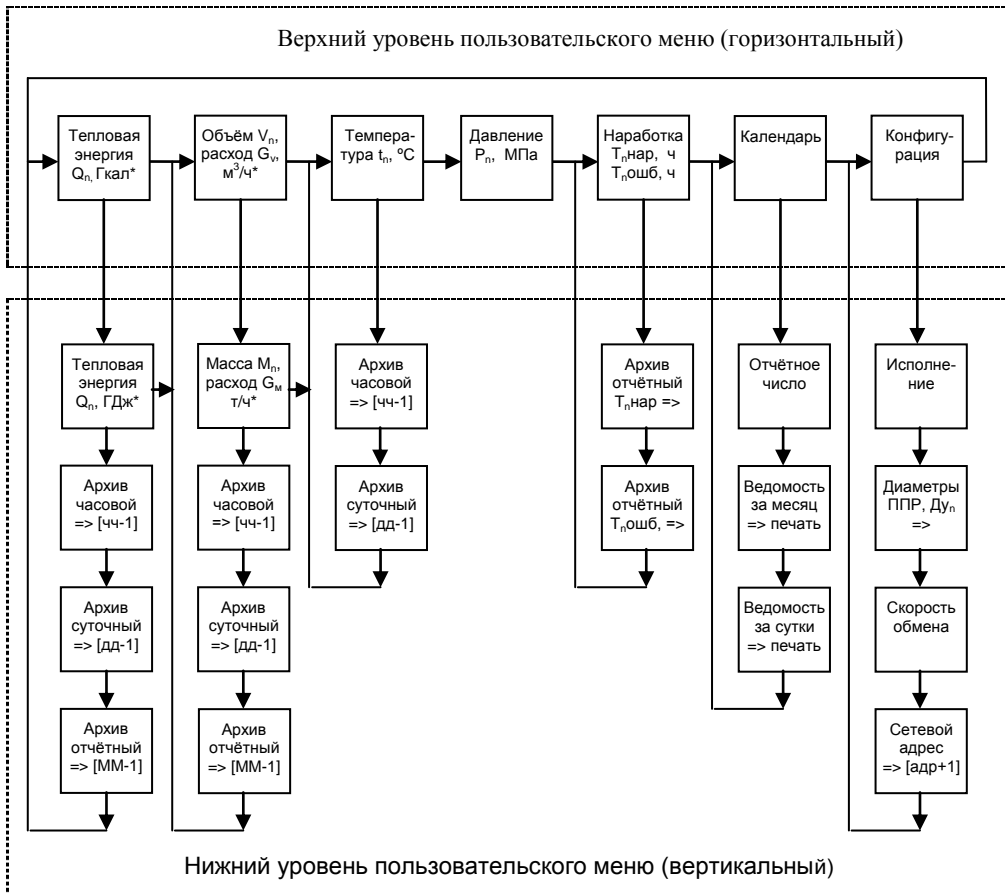 Верхний уровень пользовательского меню (горизонтальный)
Тепловая
энергия
Qn, Гкал*
Объём Vn,
расход Gv,
м³/ч*
Темпера-
тура tn, ºС
Давление
Pn, МПа
Наработка
Tnнар, ч
Tnошб, ч
Календарь
Конфигу-
рация
Тепловая
энергия
Qn, ГДж*
Масса Mn,
расход Gм
т/ч*
Архив
часовой
=> [чч-1]
Архив
отчётный
Tnнар =>
Отчётное
число
Исполне-
ние
Архив
часовой
=> [чч-1]
Архив
часовой
=> [чч-1]
Архив
суточный
=> [дд-1]
Архив
отчётный
Tnошб, =>
Ведомость
за месяц
=> печать
Диаметры
ППР, Дуn
=>
Архив
суточный
=> [дд-1]
Архив
суточный
=> [дд-1]
Ведомость
за сутки
=> печать
Скорость
обмена
Архив
отчётный
=> [ММ-1]
Архив
отчётный
=> [ММ-1]
Сетевой
адрес
=> [адр+1]
Нижний уровень пользовательского меню (вертикальный)